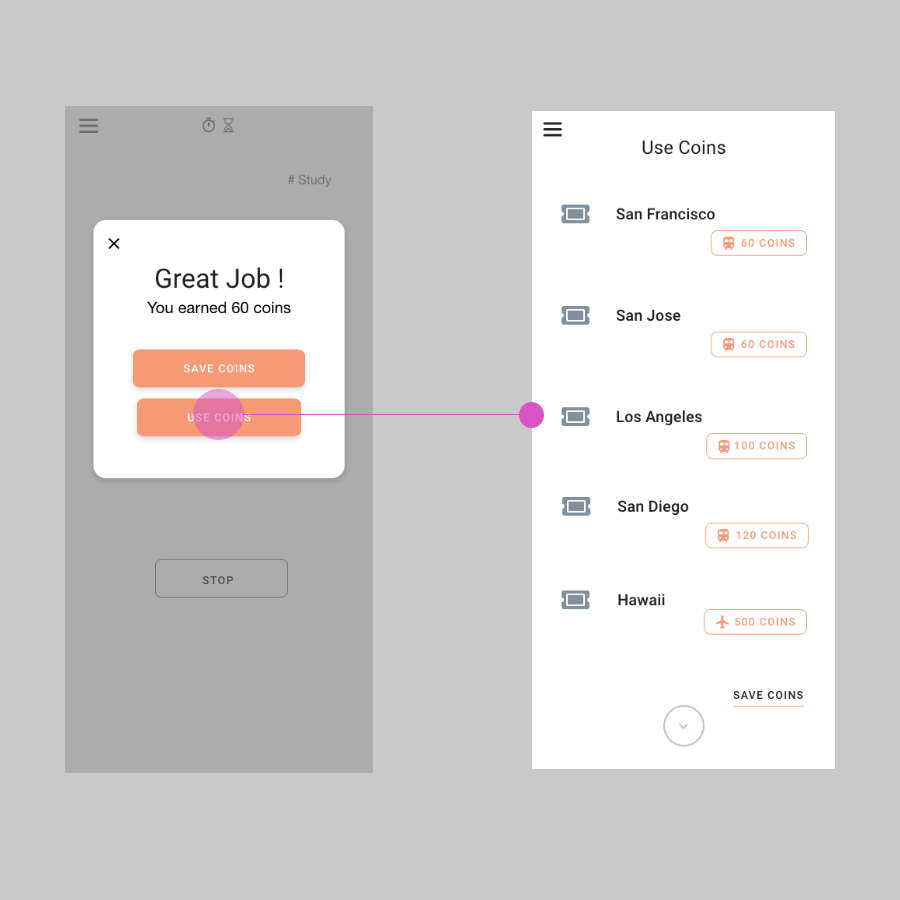 # Study
Great Job !
You earned 60 coins
SAVE COINS
USE COINS
STOP
Use Coins
San Francisco
60 COINS
San Jose
60 COINS
Los Angeles
100 COINS
San Diego
120 COINS
Hawaii
500 COINS
SAVE COINS